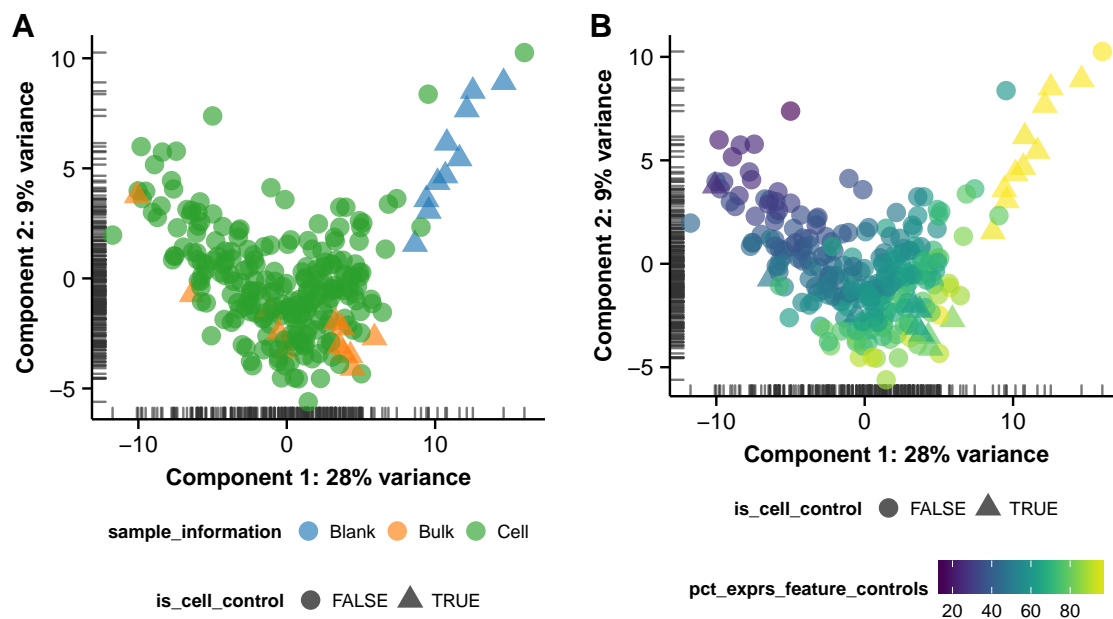 A
Component 2: 9% variance
10
5
0
−5
−10
0
10
Component 1: 28% variance
sample_information Blank Bulk Cell
is_cell_control FALSE TRUE
B
Component 2: 9% variance
10
5
0
−5
−10
0
10
Component 1: 28% variance
is_cell_control FALSE TRUE
pct_exprs_feature_controls
20 40 60 80